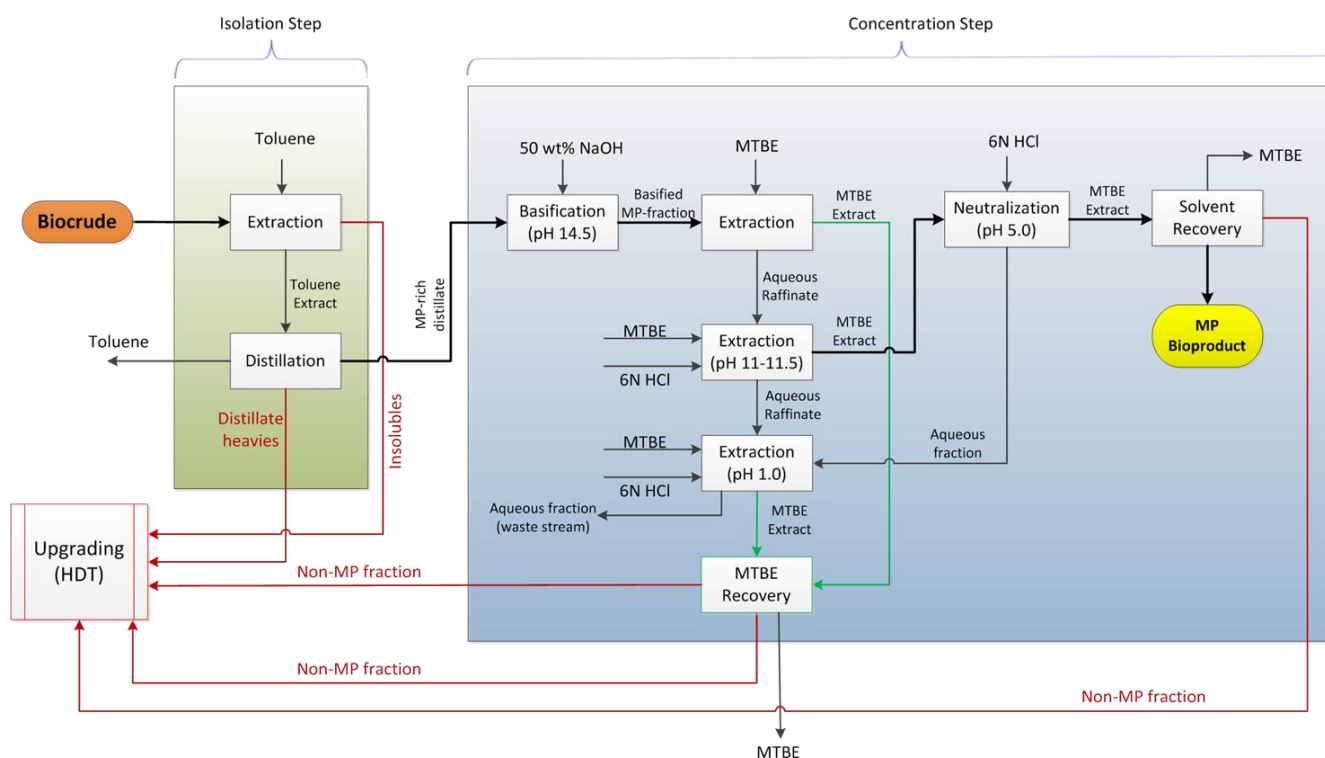 Isolation Step
Concentration Step
Toluene
50 wt% NaOH
MTBE
6N HCl
MTBE
Biocrude
Extraction
Basification
(pH 14.5)
Basified
MP-fraction
Extraction
MTBE
Extract
Neutralization
(pH 5.0)
MTBE
Extract
Solvent
Recovery
Toluene
Extract
MP-rich
distillate
Aqueous
Raffinate
Toluene
Distillation
MTBE
6N HCl
Extraction
(pH 11-11.5)
MTBE
Extract
MP
Bioproduct
Distillate
heavies
Insolubles
Aqueous
Raffinate
MTBE
6N HCl
Extraction
(pH 1.0)
Aqueous
fraction
Aqueous fraction
(waste stream)
MTBE
Extract
Upgrading
(HDT)
Non-MP fraction
MTBE
Recovery
Non-MP fraction
Non-MP fraction
MTBE